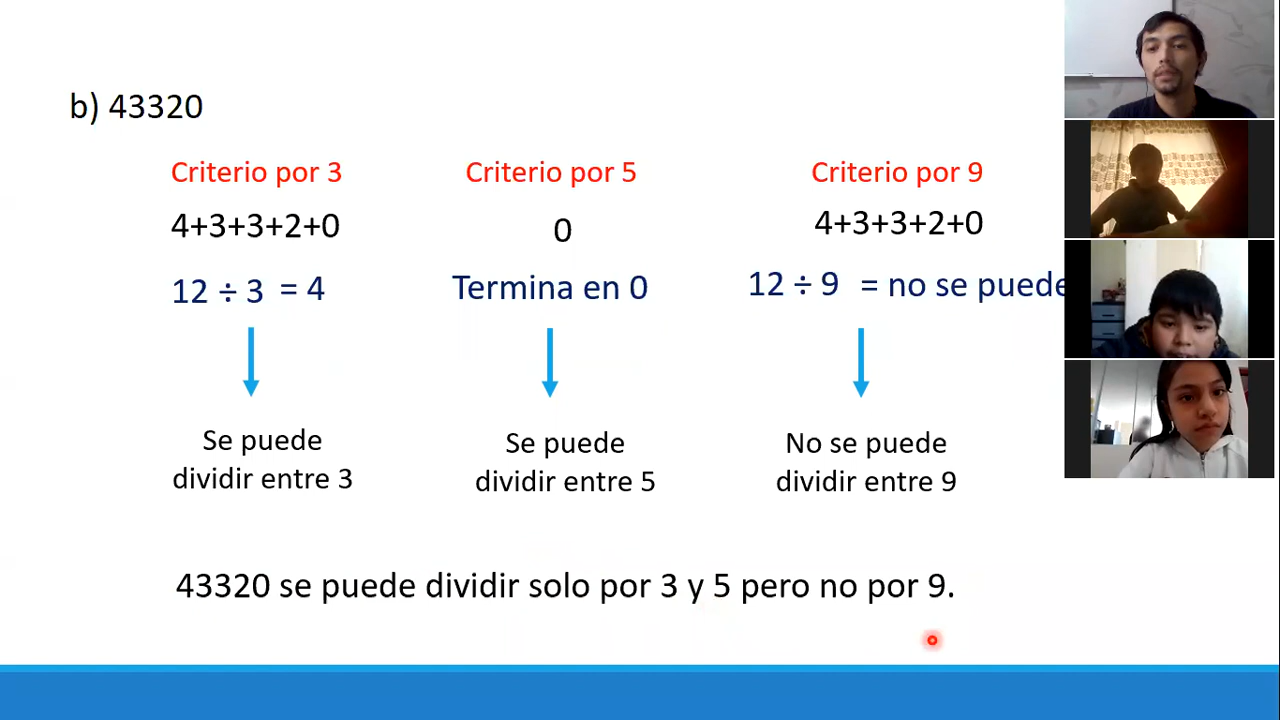 b) 43320
Criterio por 3
4+3+3+2+0
12 ÷ 3 = 4
Se puede
dividir entre 3
Criterio por 5
0
Termina en 0
Se puede
dividir entre 5
Criterio por 9
4+3+3+2+0
12 ÷ 9 = no se puede
No se puede
dividir entre 9
43320 se puede dividir solo por 3 y 5 pero no por 9.